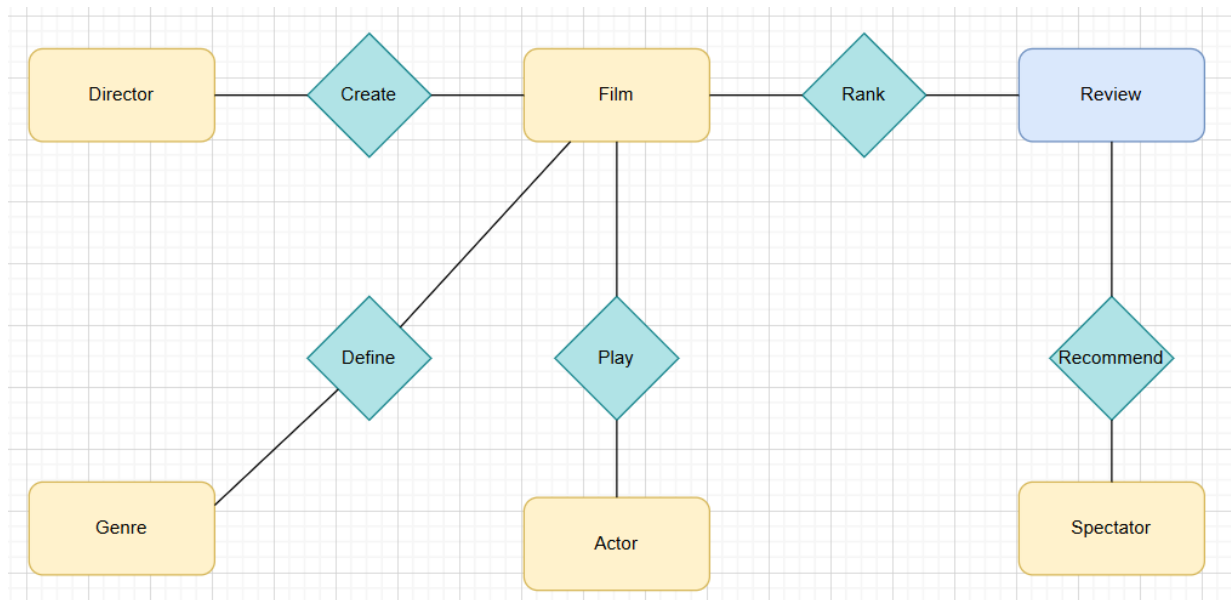 Director
Create
Film
Rank
Review
Define
Play
Recommend
Genre
Actor
Spectator